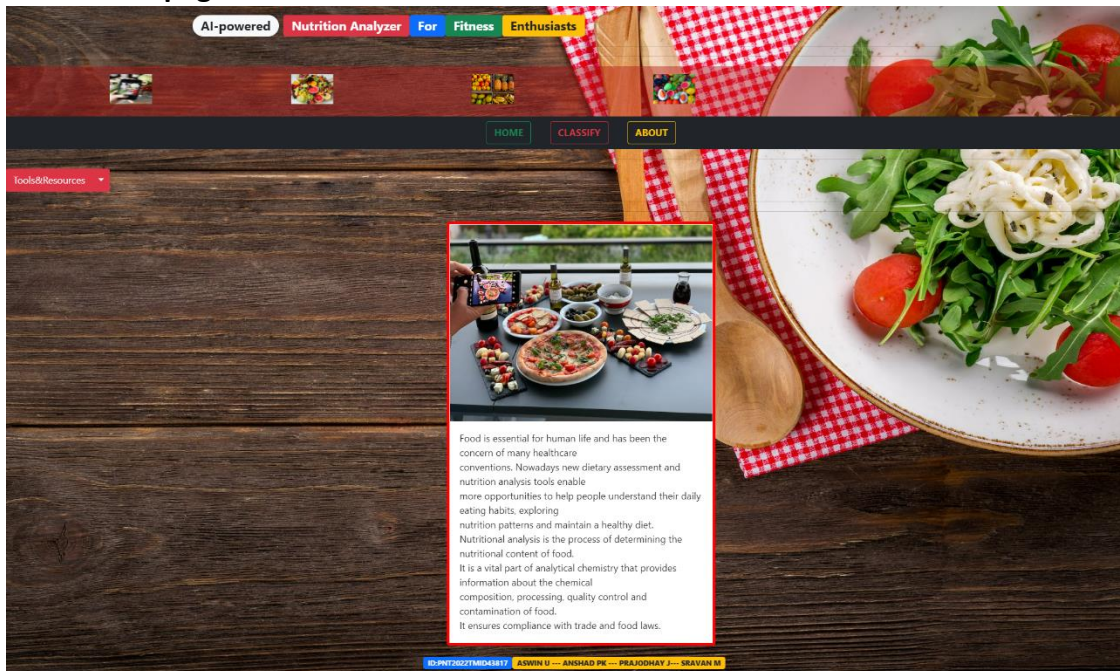 AI-powered Nutrition Analyzer For Fitness Enthusiasts
HOME CLASSIFY ABOUT
Tools&Resources
Food is essential for human life and has been the
concern of many healthcare
conventions. Nowadays new dietary assessment and
nutrition analysis tools enable
more opportunities to help people understand their daily
eating habits, exploring
nutrition patterns and maintain a healthy diet.
Nutritional analysis is the process of determining the
nutritional content of food.
It is a vital part of analytical chemistry that provides
information about the chemical
composition, processing, quality control and
contamination of food.
It ensures compliance with trade and food laws.
ID:PNT2022TMID43817 ASWIN U --- ANSHAD PK --- PRAJODHAY J--- SRAVAN M